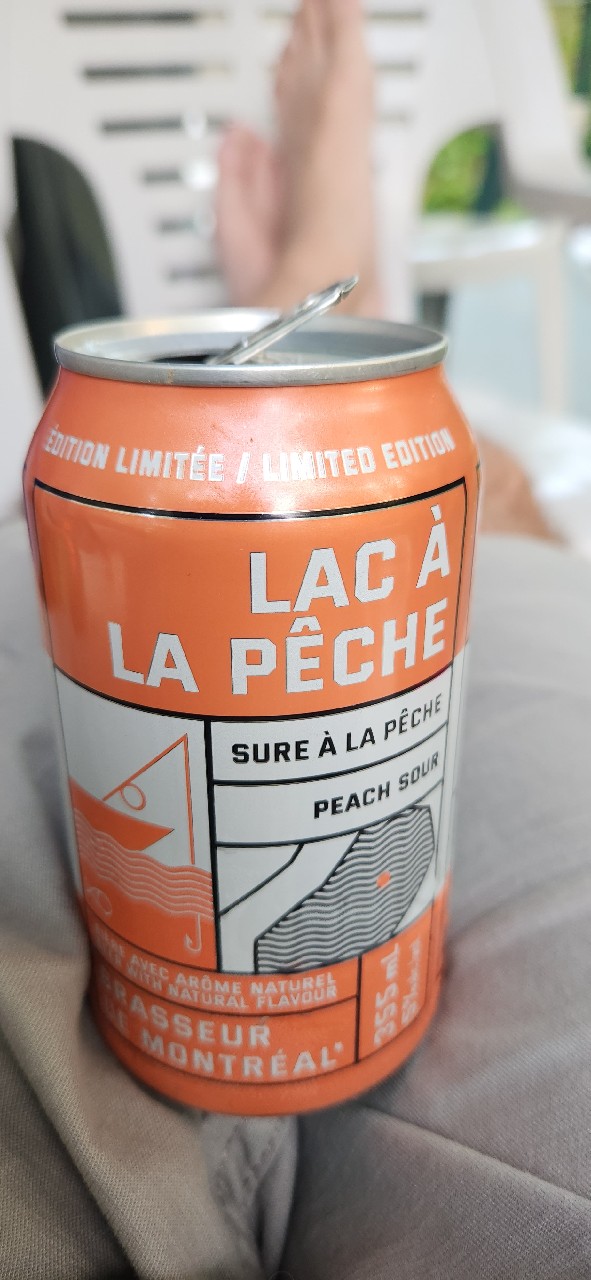 ÉDITION LIMITÉE / LIMITED EDITION
LAC À
LA PÊCHE
SURE À LA PÊCHE
PEACH SOUR
AVEC ARÔME NATUREL
WITH NATURAL FLAVOUR
BRASSEUR
DE MONTRÉAL
355 mL